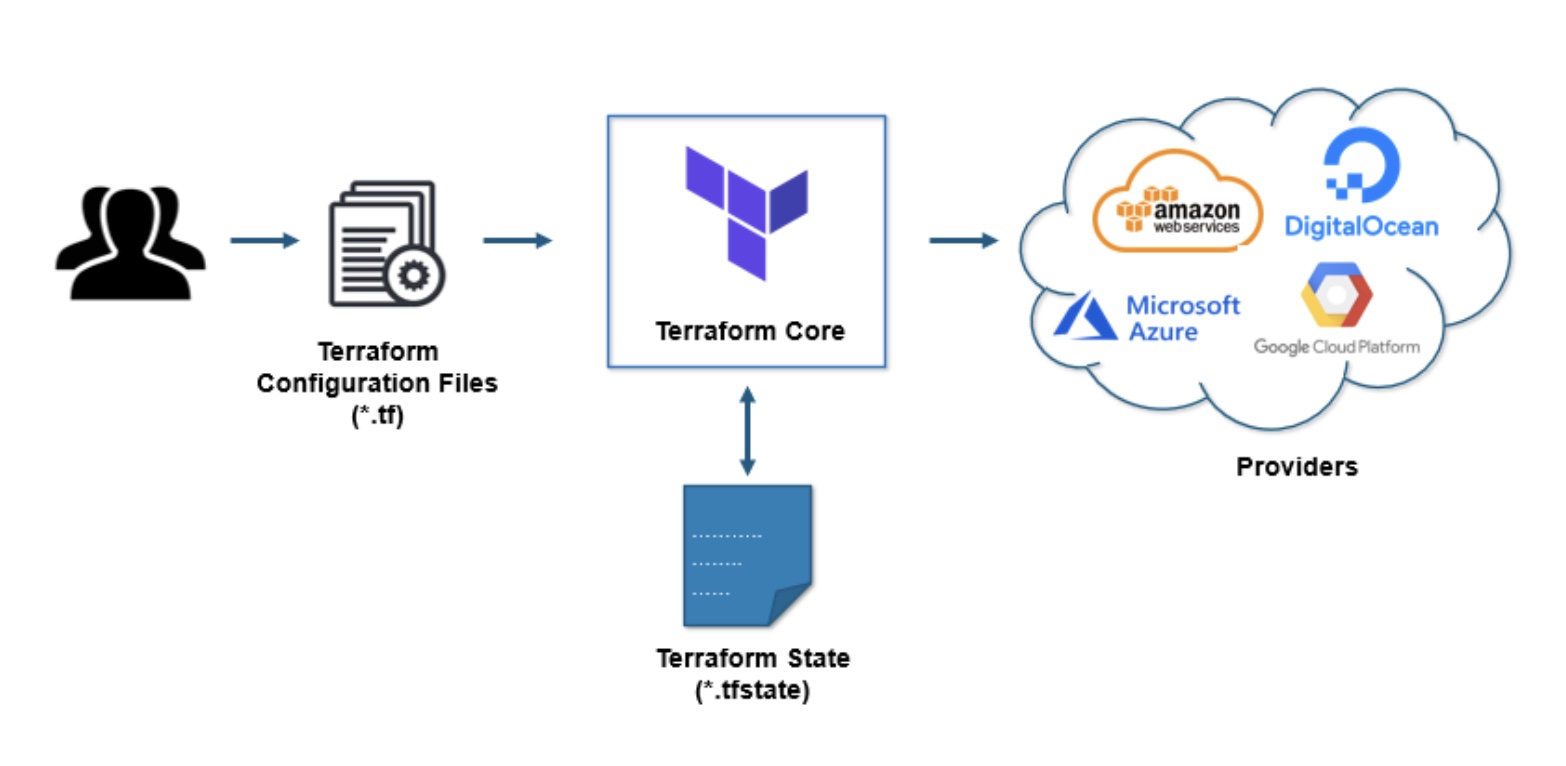 Terraform
Configuration Files
(*.tf)
Terraform Core
Terraform State
(*.tfstate)
amazon
webservices
DigitalOcean
Microsoft
Azure
Google Cloud Platform
Providers